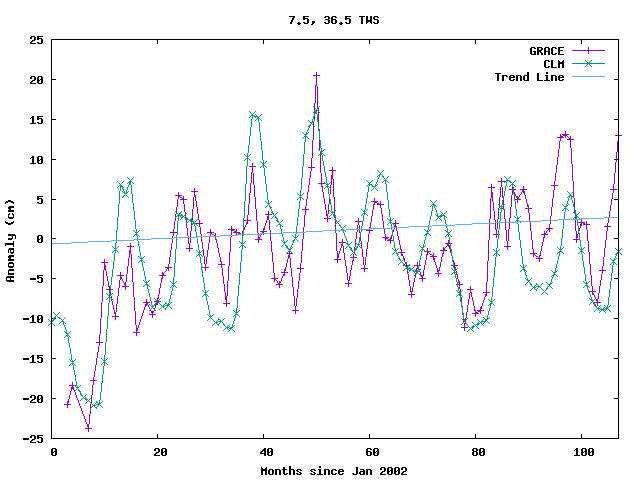 7.5, 36.5 TWS
GRACE
CLM
Trend Line
Anomaly (cm)
25
20
15
10
5
0
-5
-10
-15
-20
-25
0 20 40 60 80 100
Months since Jan 2002